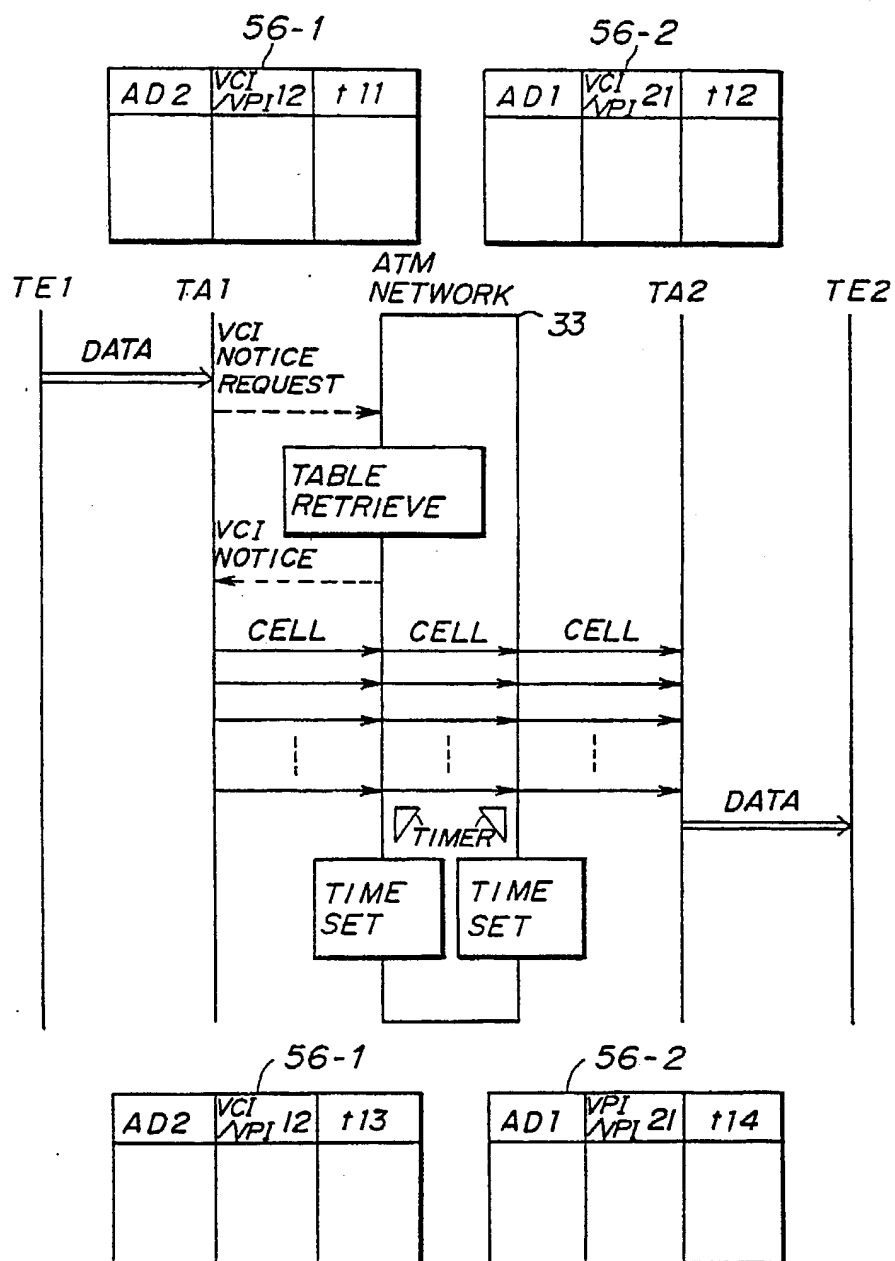 56-1
56-2
AD2 VCI/VPI12 t11
AD1 VCI/VPI21 t12
TE1 TA1 ATM NETWORK TA2 TE2
33
DATA
VCI
NOTICE
REQUEST
TABLE
RETRIEVE
VCI
NOTICE
CELL CELL CELL
DATA
TIMER
TIME
SET
TIME
SET
56-1
56-2
AD2 VCI/VPI12 t13
AD1 VPI/VPI21 t14